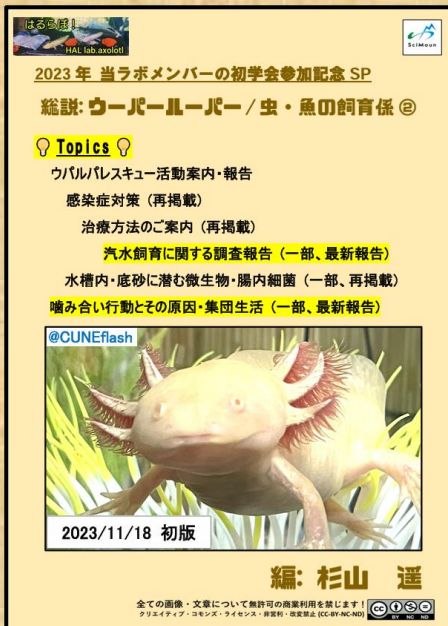 はるらぼ!
HAL lab.axolotl
SciMoun
2023 年 当ラボメンバーの初学会参加記念 SP
総説: ウーパールーパー / 虫・魚の飼育係 ②
Topics
ウパルパレスキュー活動案内・報告
感染症対策 (再掲載)
治療方法のご案内 (再掲載)
汽水飼育に関する調査報告 (一部、最新報告)
水槽内・底砂に潜む微生物・腸内細菌 (一部、再掲載)
噛み合い行動とその原因・集団生活 (一部、最新報告)
@CUNEflash
2023/11/18 初版
編: 杉山 遥
全ての画像・文章について無許可の商業利用を禁じます!
クリエイティブ・コモンズ・ライセンス・非営利・改変禁止 (CC-BY-NC-ND)
CC BY NC ND